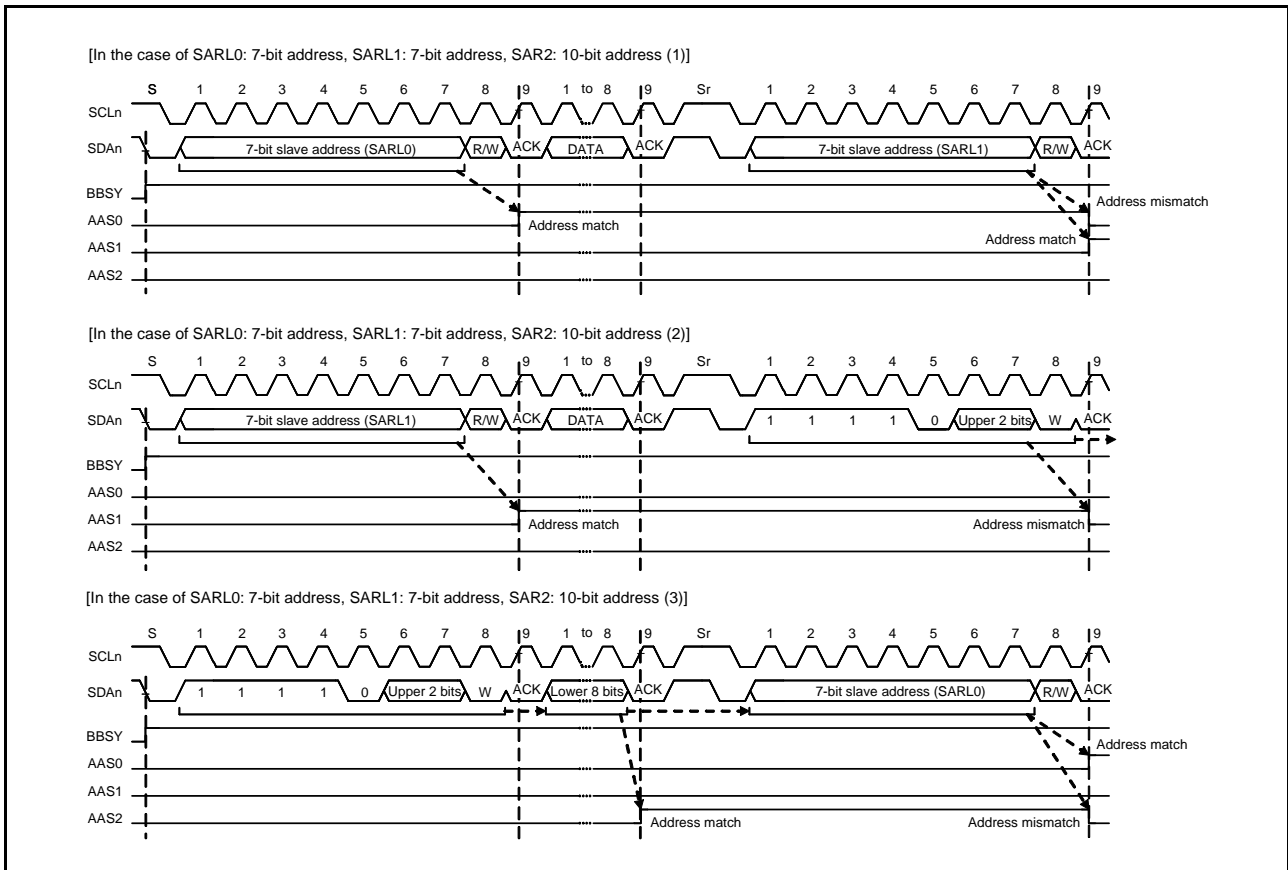 [In the case of SARL0: 7-bit address, SARL1: 7-bit address, SAR2: 10-bit address (1)]
S 1 2 3 4 5 6 7 8 9 1 to 8 9 Sr 1 2 3 4 5 6 7 8 9
SCLn
SDAn 7-bit slave address (SARL0) R/W ACK DATA ACK 7-bit slave address (SARL1) R/W ACK
BBSY
Address mismatch
AAS0 Address match
Address match
AAS1
AAS2
[In the case of SARL0: 7-bit address, SARL1: 7-bit address, SAR2: 10-bit address (2)]
S 1 2 3 4 5 6 7 8 9 1 to 8 9 Sr 1 2 3 4 5 6 7 8 9
SCLn
SDAn 7-bit slave address (SARL1) R/W ACK DATA ACK 1 1 1 1 0 Upper 2 bits W ACK
BBSY
AAS0
AAS1 Address match Address mismatch
AAS2
[In the case of SARL0: 7-bit address, SARL1: 7-bit address, SAR2: 10-bit address (3)]
S 1 2 3 4 5 6 7 8 9 1 to 8 9 Sr 1 2 3 4 5 6 7 8 9
SCLn
SDAn 1 1 1 1 0 Upper 2 bits W ACK Lower 8 bits ACK 7-bit slave address (SARL0) R/W ACK
BBSY
Address match
AAS0
AAS1
AAS2 Address match Address mismatch